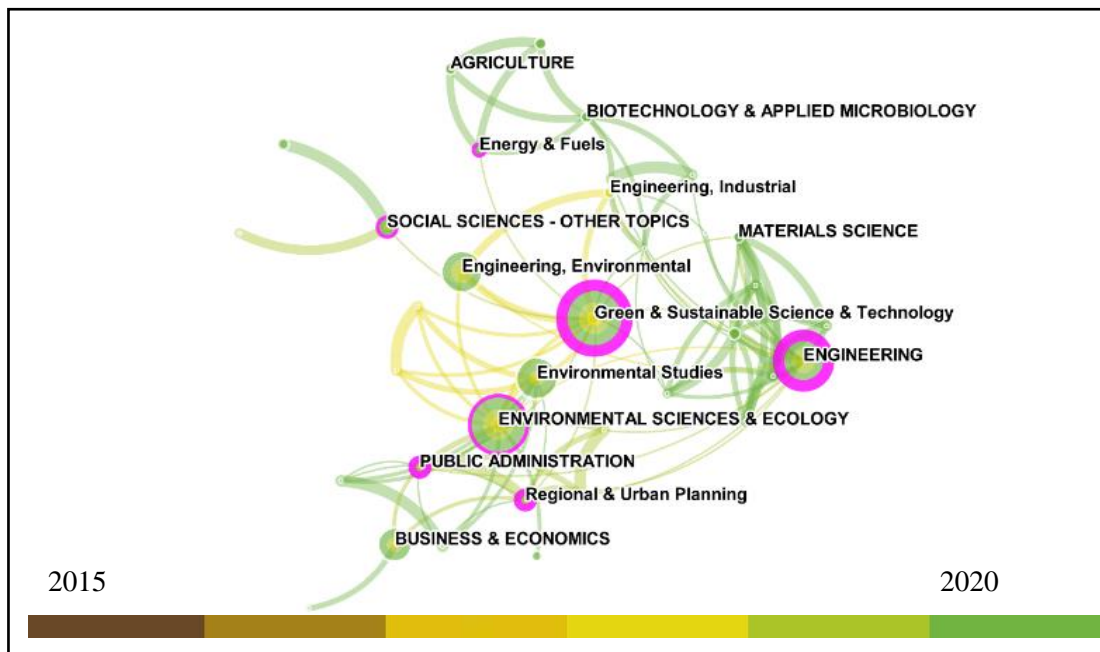 AGRICULTURE
BIOTECHNOLOGY & APPLIED MICROBIOLOGY
Energy & Fuels
Engineering, Industrial
SOCIAL SCIENCES - OTHER TOPICS
MATERIALS SCIENCE
Engineering, Environmental
Green & Sustainable Science & Technology
ENGINEERING
Environmental Studies
ENVIRONMENTAL SCIENCES & ECOLOGY
PUBLIC ADMINISTRATION
Regional & Urban Planning
BUSINESS & ECONOMICS
2015
2020